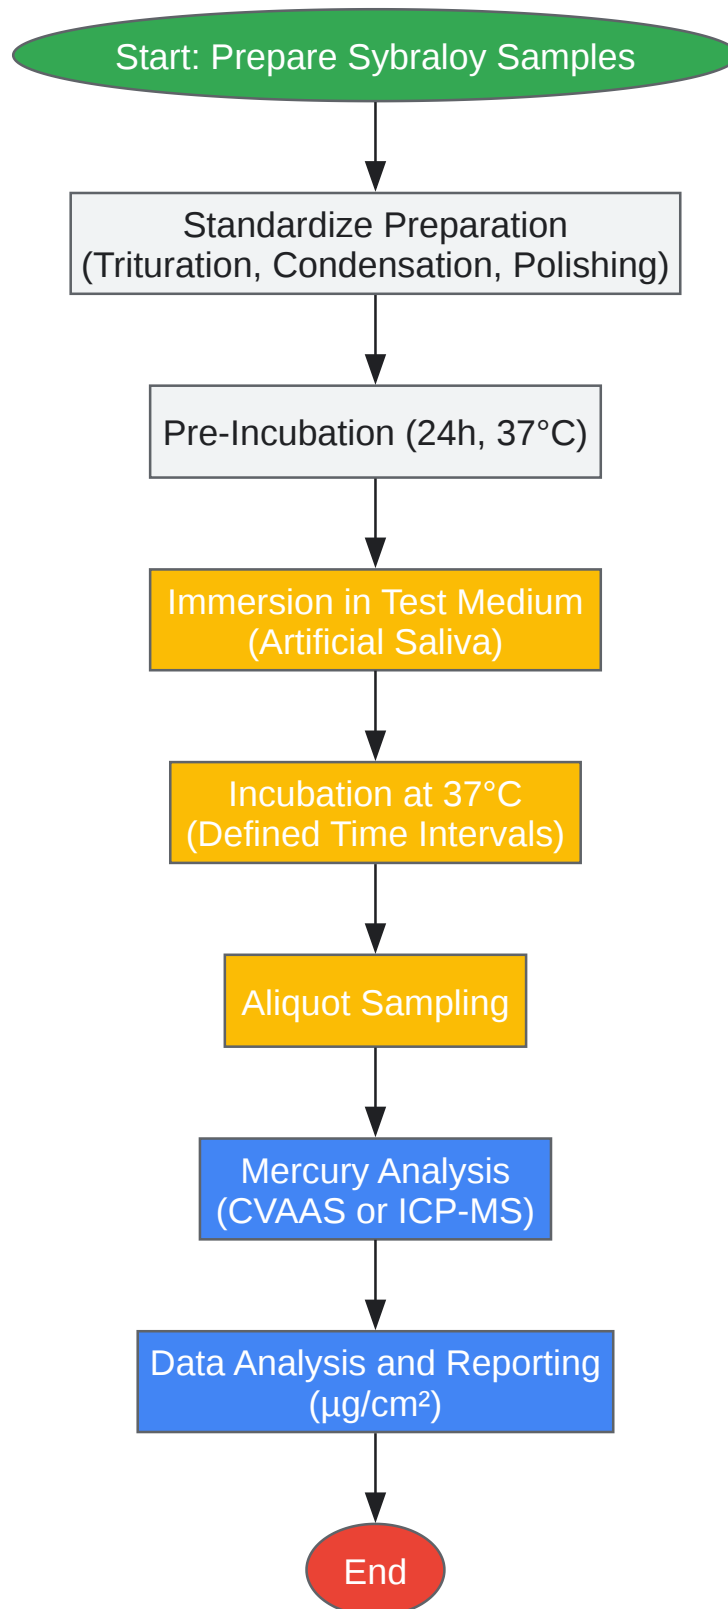 Start: Prepare Sybraloy Samples
Standardize Preparation
(Trituration, Condensation, Polishing)
Pre-Incubation (24h, 37°C)
Immersion in Test Medium
(Artificial Saliva)
Incubation at 37°C
(Defined Time Intervals)
Aliquot Sampling
Mercury Analysis
(CVAAS or ICP-MS)
Data Analysis and Reporting
(µg/cm²)
End